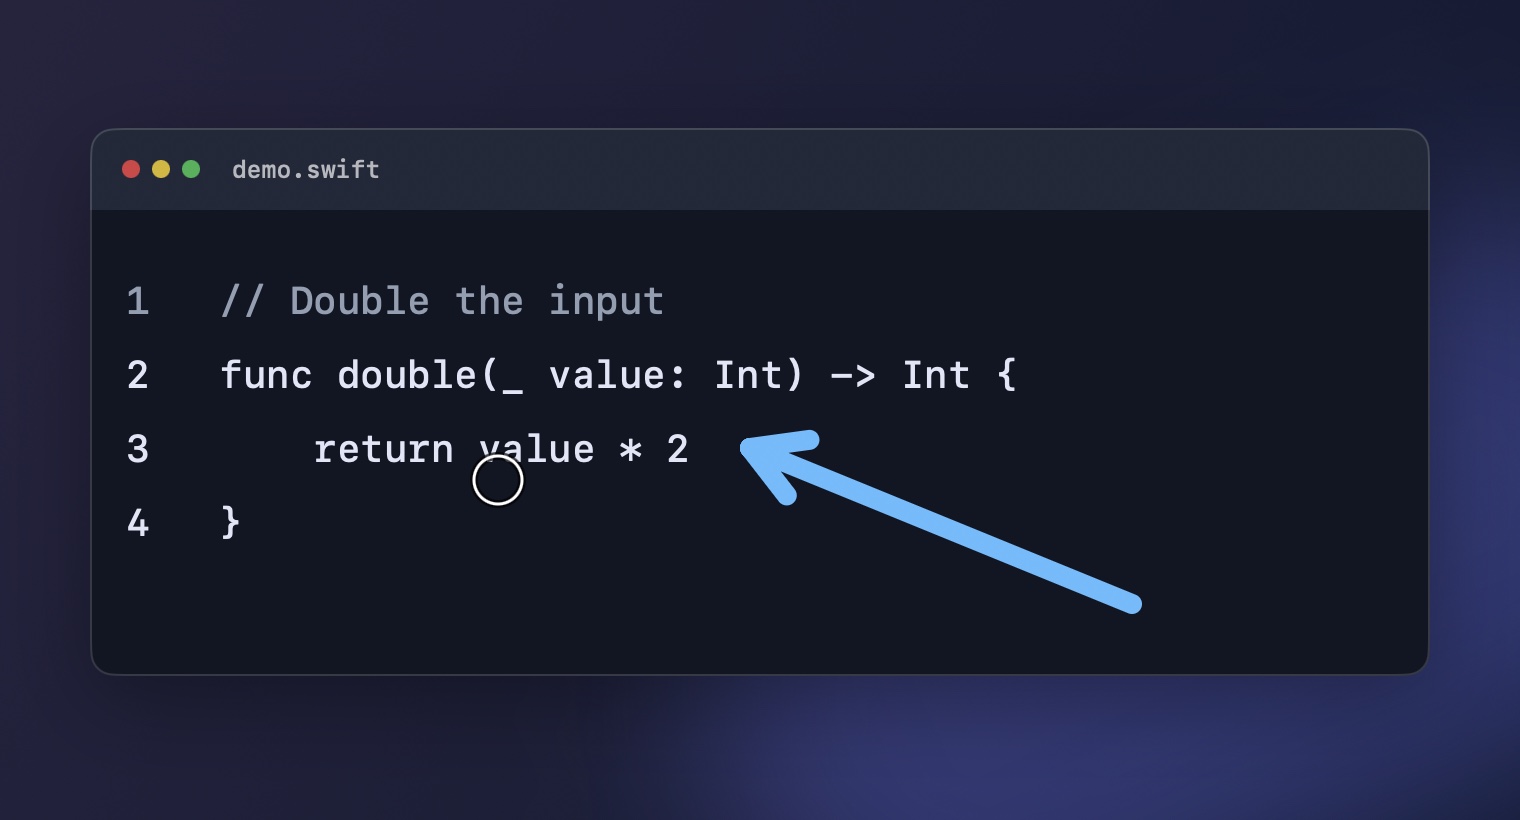 demo.swift
1 // Double the input
2 func double(_ value: Int) -> Int {
3     return value * 2
4 }